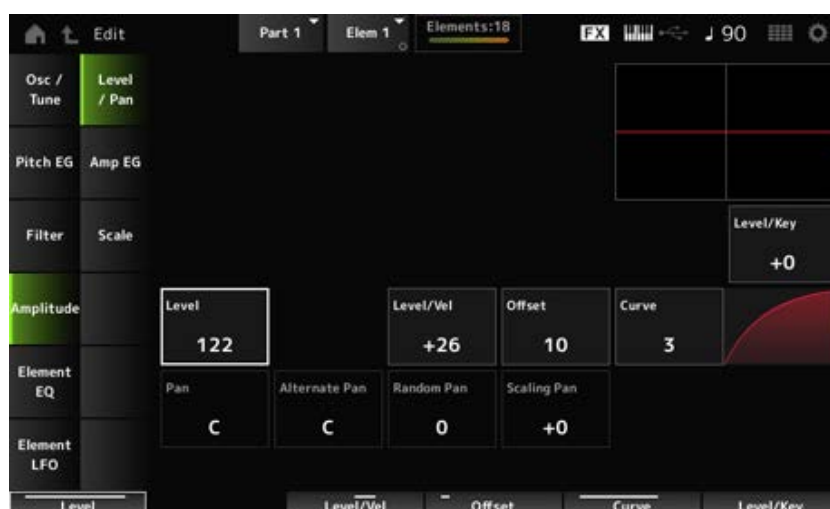 Edit
Part 1
Elem 1
Elements:18
FX
♩ 90
Osc /
Tune
Level
/ Pan
Pitch EG
Amp EG
Filter
Scale
Level/Key
+0
Amplitude
Level
122
Level/Vel
+26
Offset
10
Curve
3
Element
EQ
Pan
C
Alternate Pan
C
Random Pan
0
Scaling Pan
+0
Element
LFO
Level
Level/Vel
Offset
Curve
Level/Key